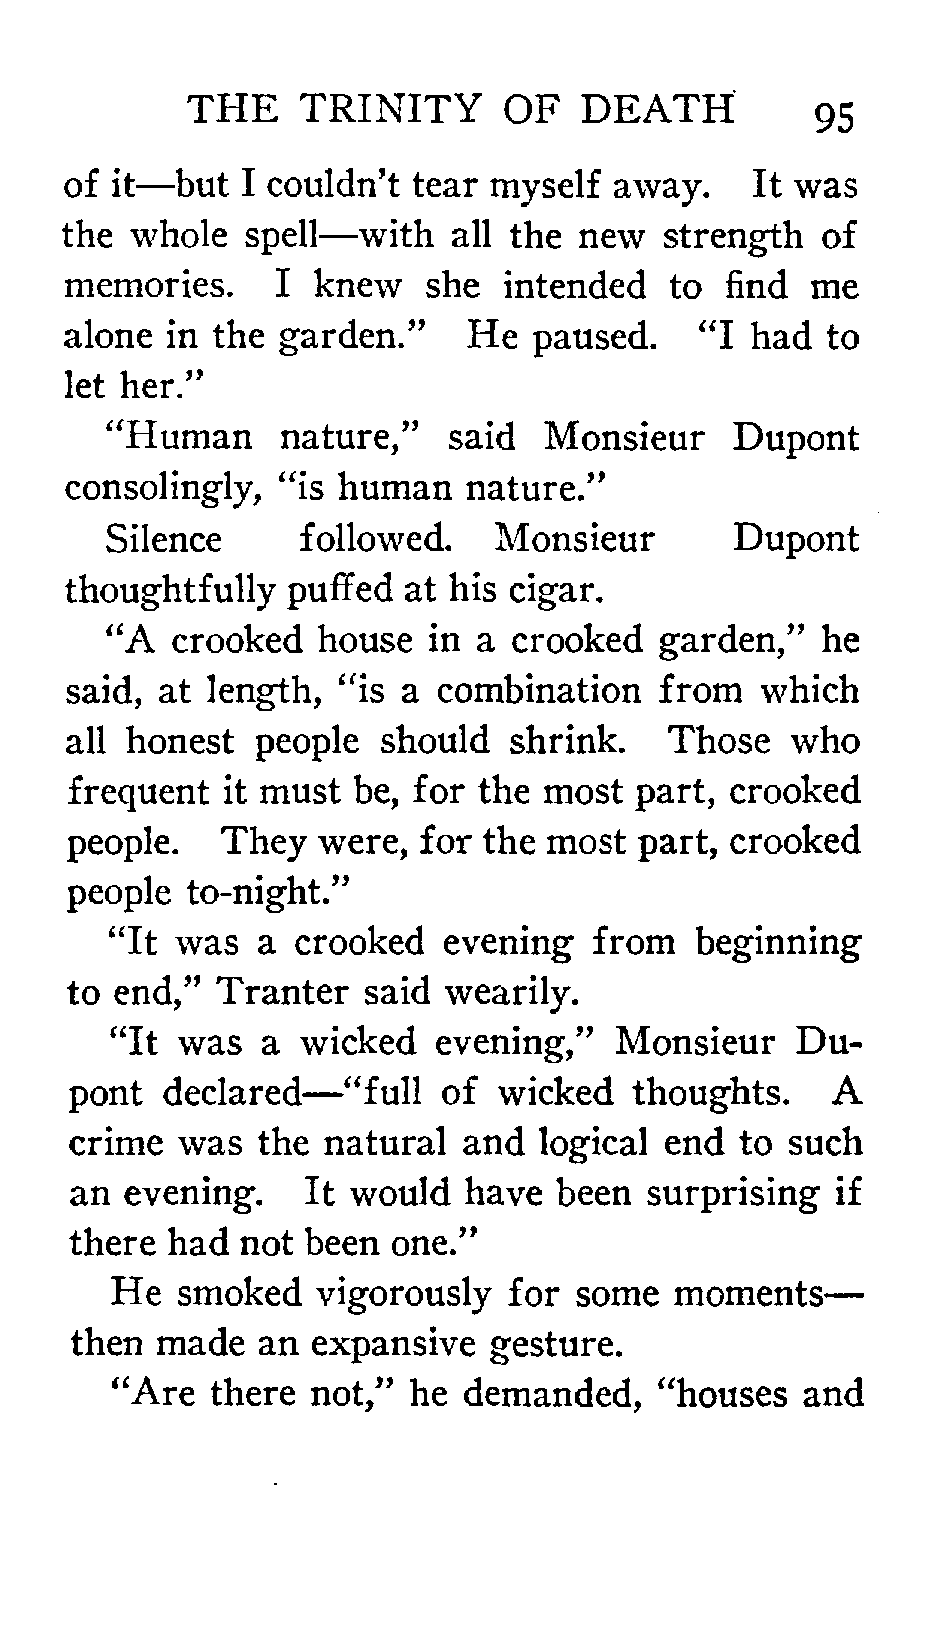 THE TRINITY OF DEATH 95
of it—but I couldn't tear myself away. It was
the whole spell—with all the new strength of
memories. I knew she intended to find me
alone in the garden." He paused. "I had to
let her."
"Human nature," said Monsieur Dupont
consolingly, "is human nature."
Silence followed. Monsieur Dupont
thoughtfully puffed at his cigar.
"A crooked house in a crooked garden," he
said, at length, "is a combination from which
all honest people should shrink. Those who
frequent it must be, for the most part, crooked
people. They were, for the most part, crooked
people to-night."
"It was a crooked evening from beginning
to end," Tranter said wearily.
"It was a wicked evening," Monsieur Du-
pont declared—"full of wicked thoughts. A
crime was the natural and logical end to such
an evening. It would have been surprising if
there had not been one."
He smoked vigorously for some moments—
then made an expansive gesture.
"Are there not," he demanded, "houses and